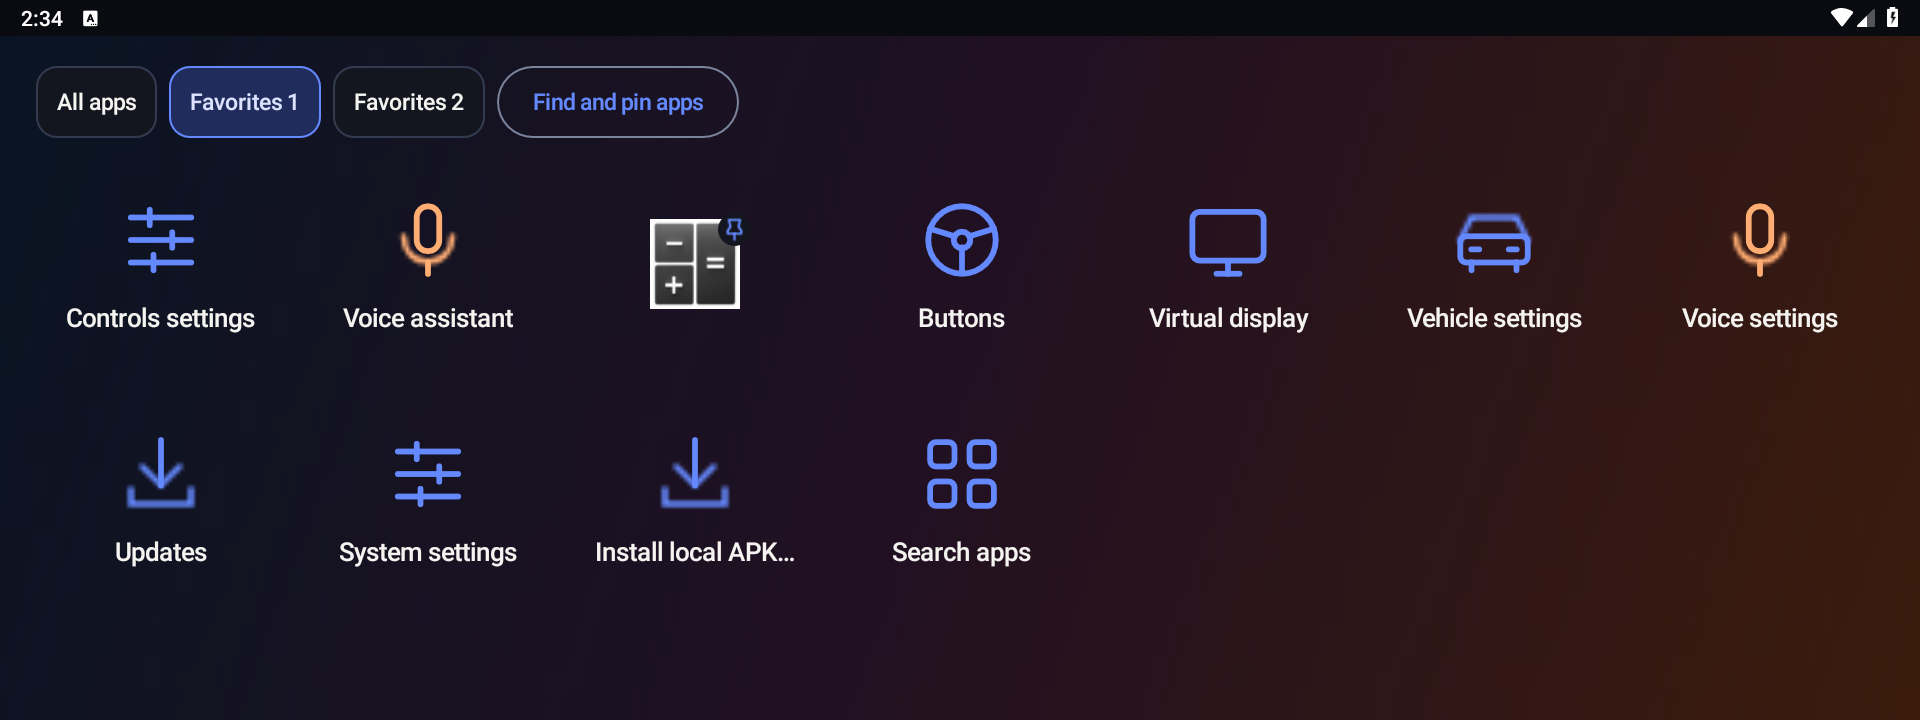 2:34
All apps
Favorites 1
Favorites 2
Find and pin apps
Controls settings
Voice assistant
Buttons
Virtual display
Vehicle settings
Voice settings
Updates
System settings
Install local APK...
Search apps